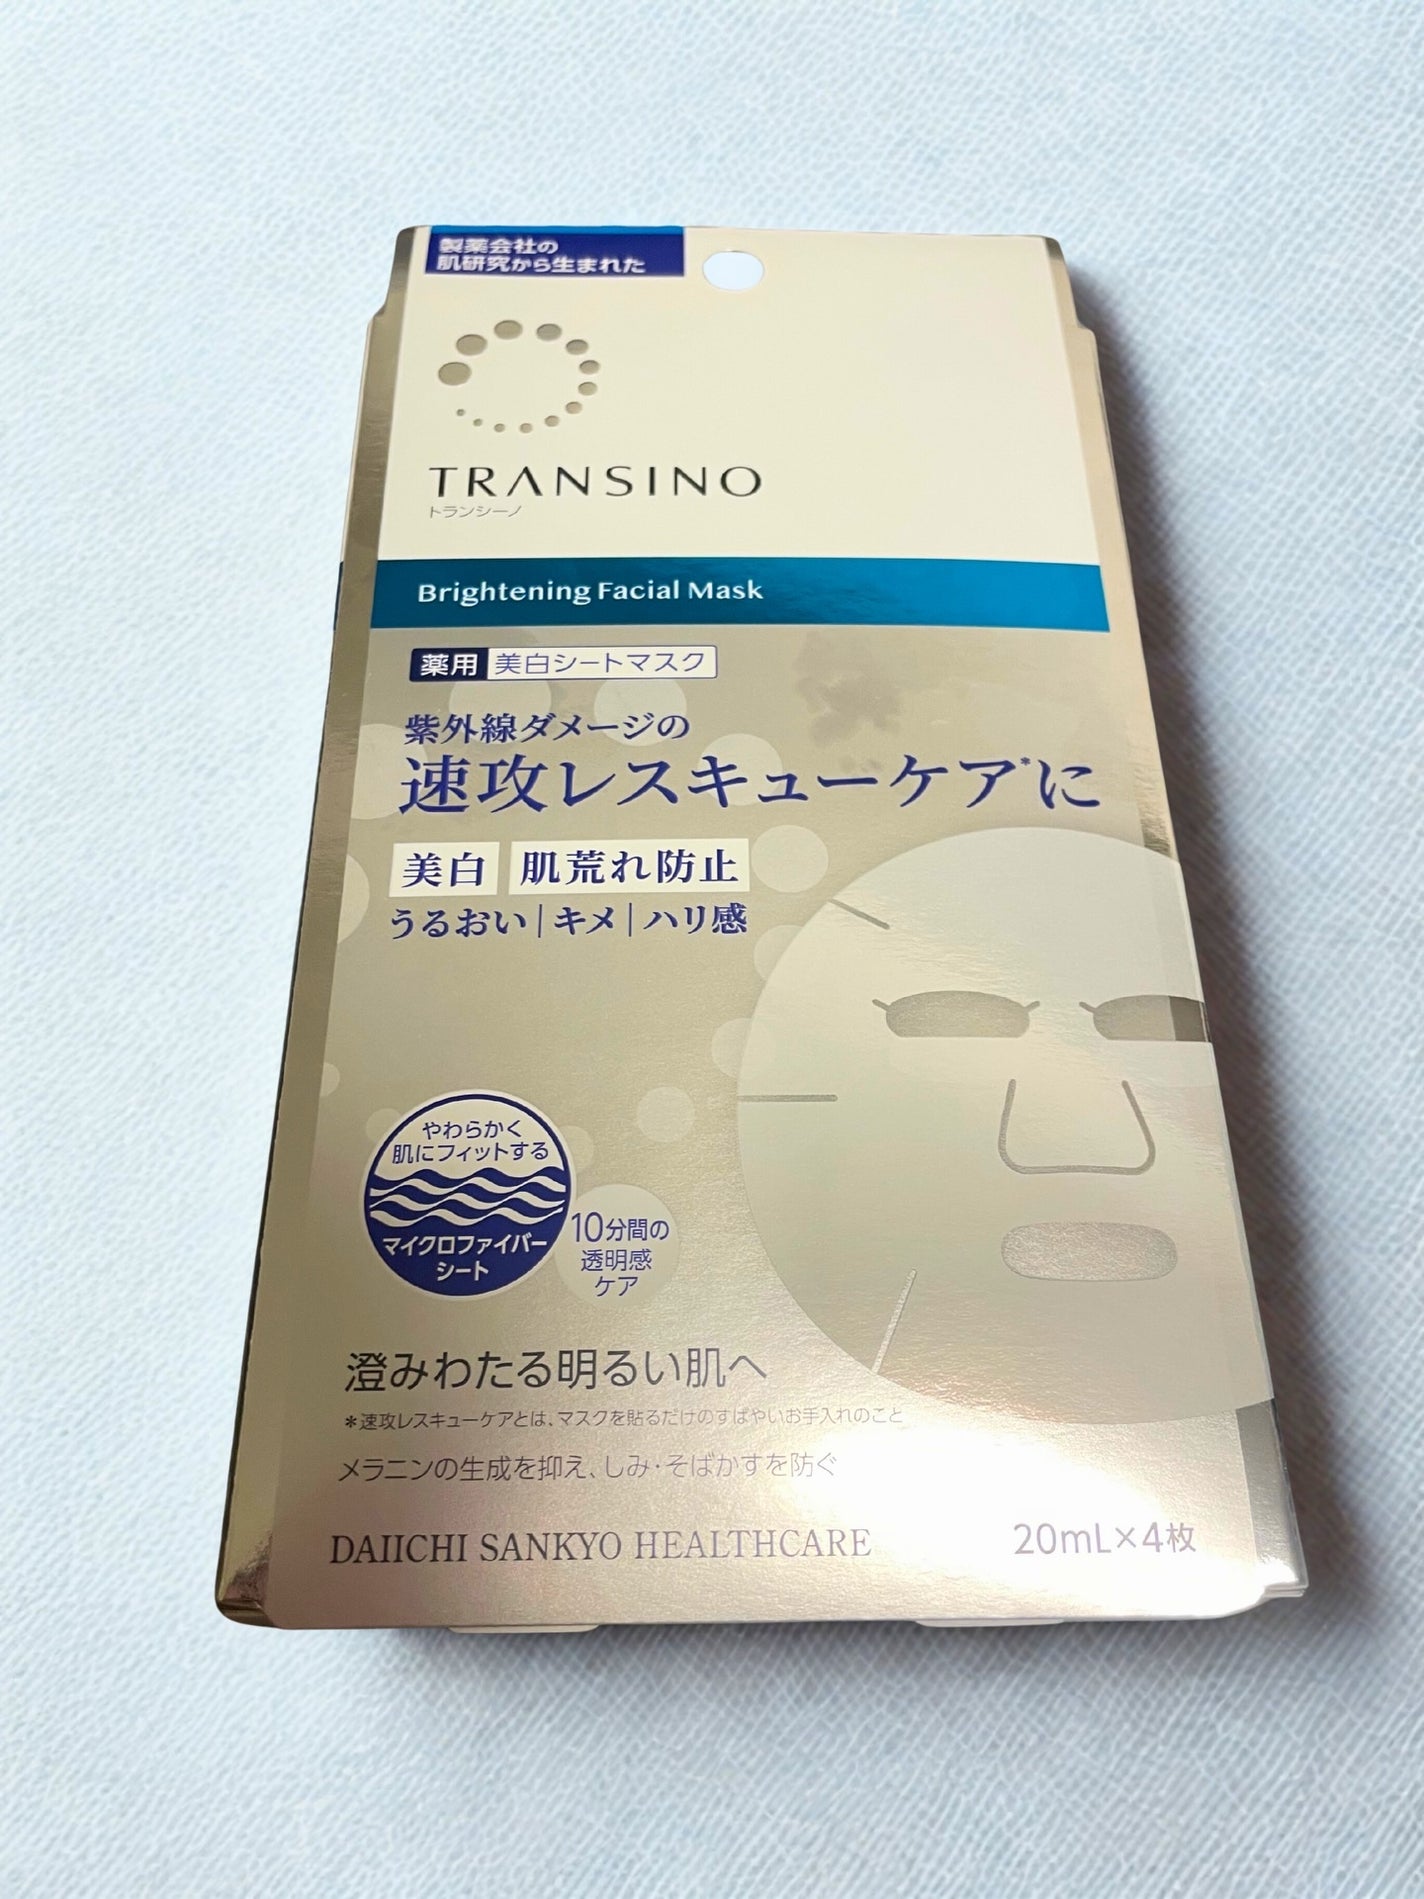 製薬会社の
肌研究から生まれた
TRANSINO
トランシーノ
Brightening Facial Mask
薬用 美白シートマスク
紫外線ダメージの
速攻レスキューケア*に
美白 肌荒れ防止
うるおい|キメ|ハリ感
やわらかく
肌にフィットする
マイクロファイバー
シート
10分間の
透明感
ケア
澄みわたる明るい肌へ
*速攻レスキューケアとは、マスクを貼るだけのすばやいお手入れのこと
メラニンの生成を抑え、しみ・そばかすを防ぐ
DAIICHI SANKYO HEALTHCARE
20mL×4枚